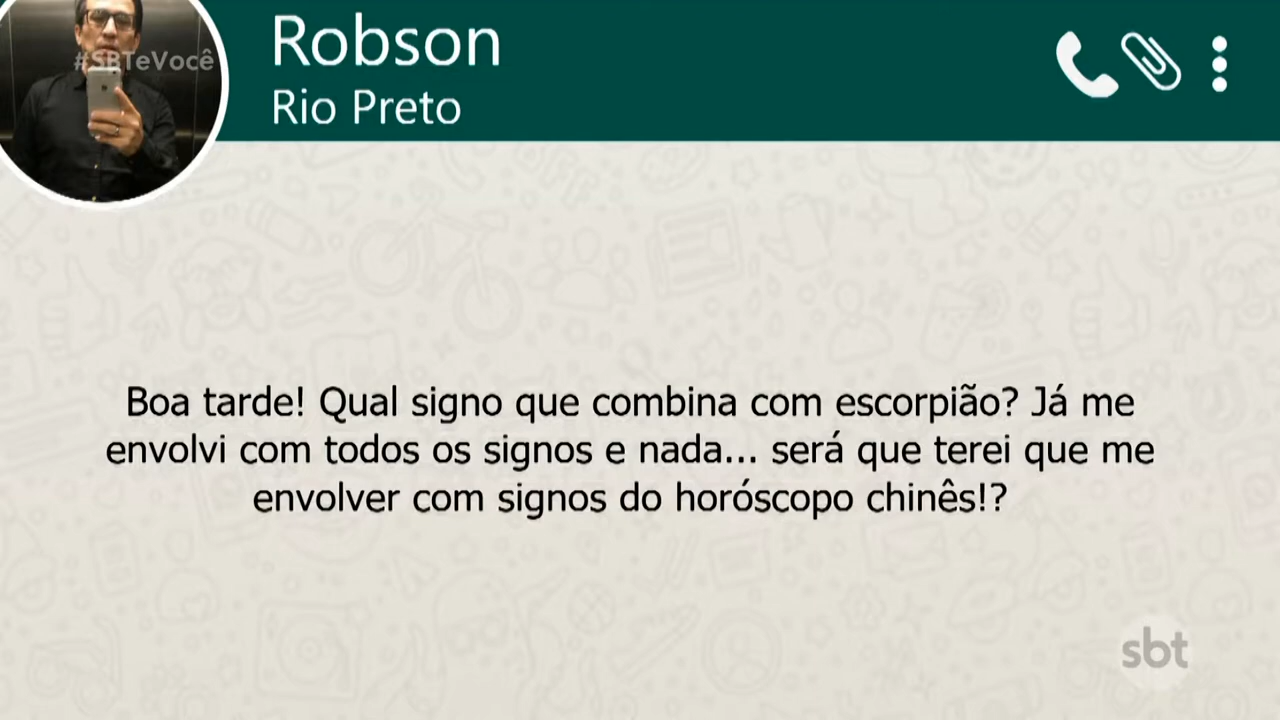 #SBTeVocê
Robson
Rio Preto
Boa tarde! Qual signo que combina com escorpião? Já me
envolvi com todos os signos e nada... será que terei que me
envolver com signos do horóscopo chinês!?
sbt